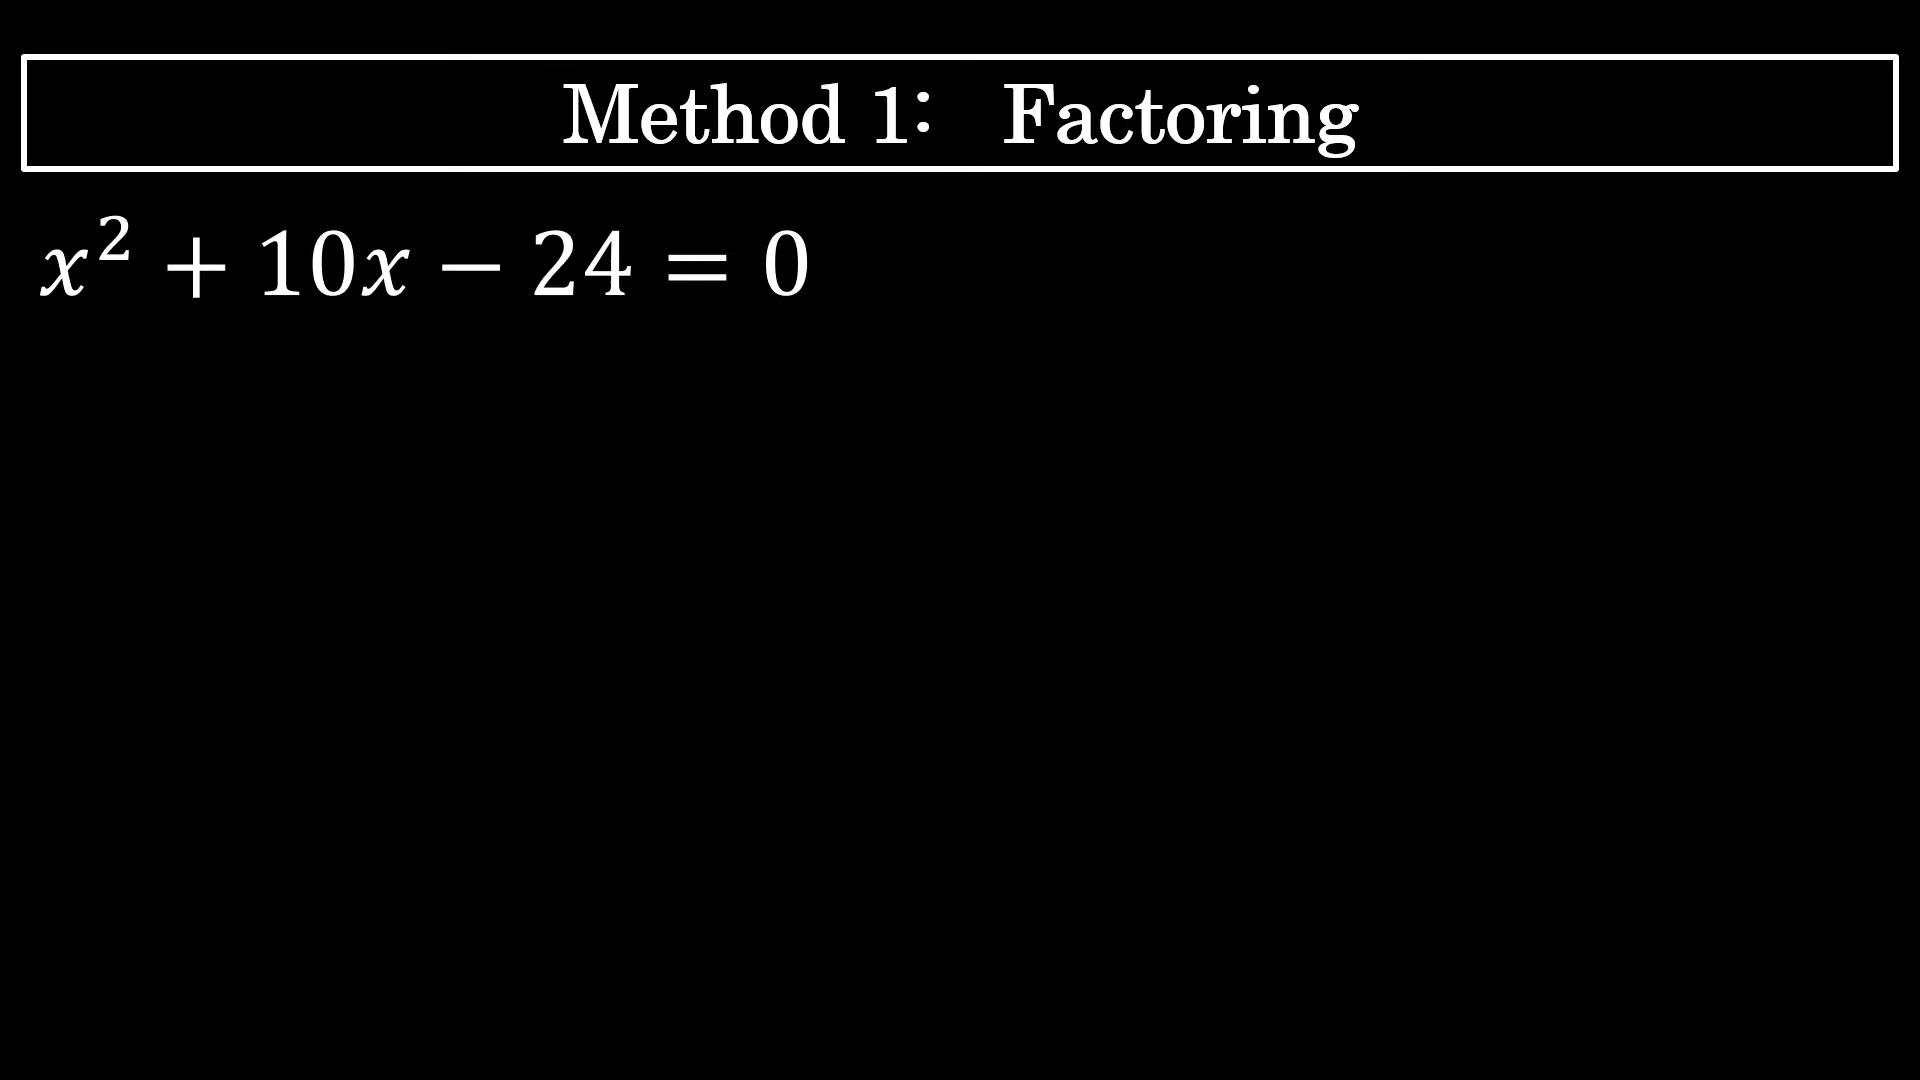 Method 1: Factoring
x² + 10x − 24 = 0